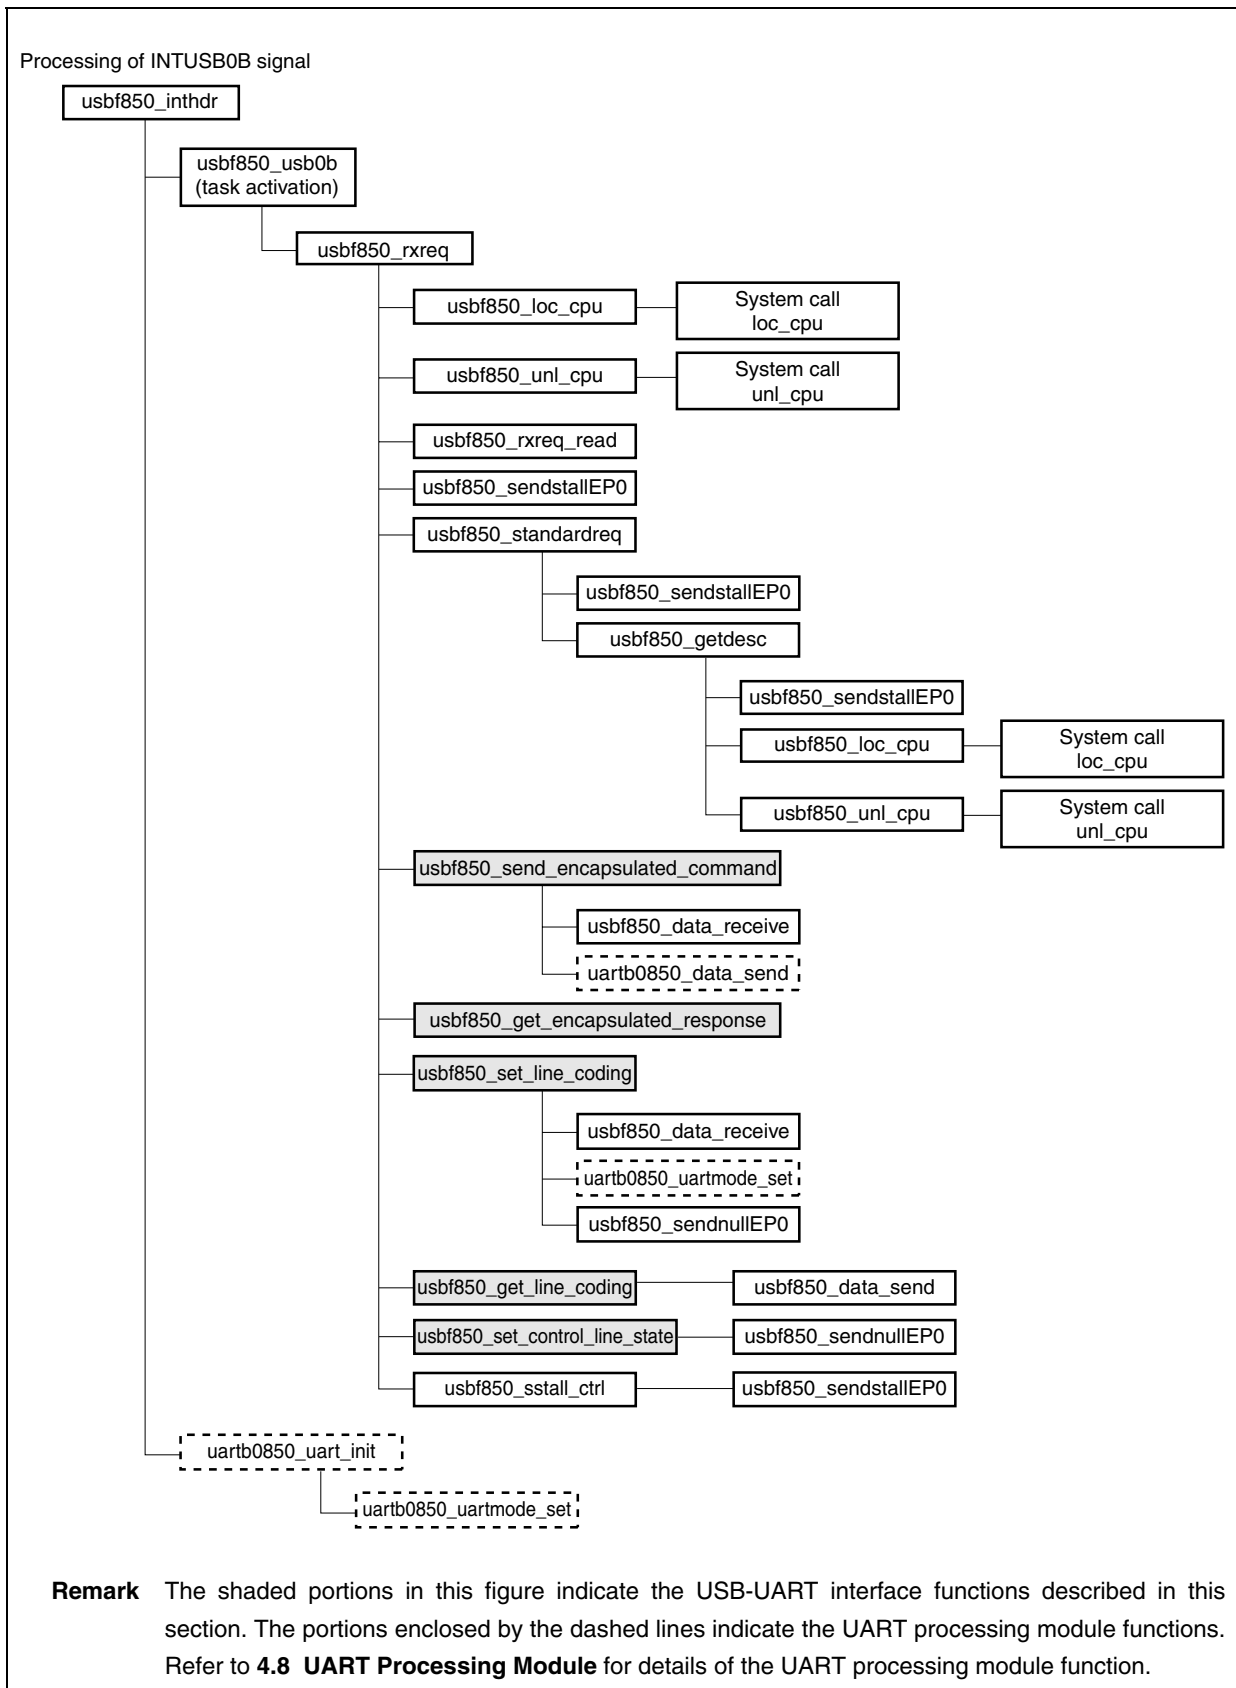 Processing of INTUSB0B signal
usbf850_inthdr
usbf850_usb0b
(task activation)
usbf850_rxreq
usbf850_loc_cpu
System call
loc_cpu
usbf850_unl_cpu
System call
unl_cpu
usbf850_rxreq_read
usbf850_sendstallEP0
usbf850_standardreq
usbf850_sendstallEP0
usbf850_getdesc
usbf850_sendstallEP0
usbf850_loc_cpu
System call
loc_cpu
usbf850_unl_cpu
System call
unl_cpu
usbf850_send_encapsulated_command
usbf850_data_receive
uartb0850_data_send
usbf850_get_encapsulated_response
usbf850_set_line_coding
usbf850_data_receive
uartb0850_uartmode_set
usbf850_sendnullEP0
usbf850_get_line_coding
usbf850_data_send
usbf850_set_control_line_state
usbf850_sendnullEP0
usbf850_sstall_ctrl
usbf850_sendstallEP0
uartb0850_uart_init
uartb0850_uartmode_set
Remark The shaded portions in this figure indicate the USB-UART interface functions described in this
section. The portions enclosed by the dashed lines indicate the UART processing module functions.
Refer to 4.8 UART Processing Module for details of the UART processing module function.